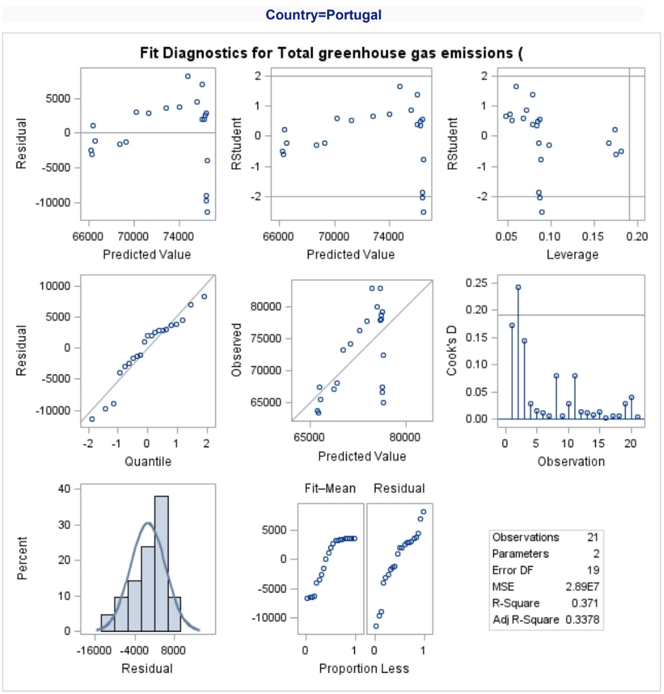 Country=Portugal
Fit Diagnostics for Total greenhouse gas emissions (
5000
0
-5000
-10000
Residual
66000 70000 74000
Predicted Value
2
1
0
-1
-2
RStudent
66000 70000 74000
Predicted Value
2
1
0
-1
-2
RStudent
0.05 0.10 0.15 0.20
Leverage
10000
5000
0
-5000
-10000
Residual
-2 -1 0 1 2
Quantile
80000
75000
70000
65000
Observed
65000 80000
Predicted Value
0.25
0.20
0.15
0.10
0.05
0.00
Cook's D
0 5 10 15 20
Observation
40
30
20
10
0
Percent
-16000 -4000 8000
Residual
Fit–Mean Residual
5000
0
-5000
-10000
0 1 0 1
Proportion Less
Observations 21
Parameters 2
Error DF 19
MSE 2.89E7
R-Square 0.371
Adj R-Square 0.3378